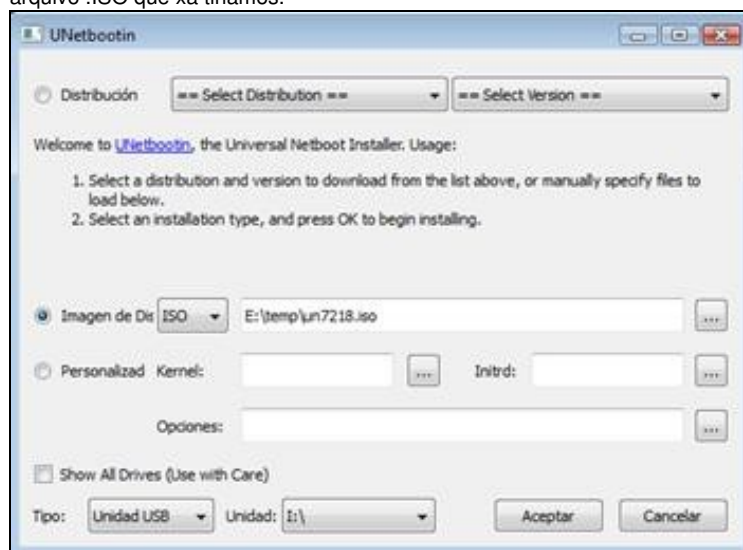 arquivo .ISO que xa tiñamos.
UNetbootin
Distribución == Select Distribution == == Select Version ==
Welcome to UNetbootin, the Universal Netboot Installer. Usage:
1. Select a distribution and version to download from the list above, or manually specify files to
load below.
2. Select an installation type, and press OK to begin installing.
Imagen de Dis ISO E:\temp\un7218.iso ...
Personalizad Kernel: ... Initrd: ...
Opciones: ...
Show All Drives (Use with Care)
Tipo: Unidad USB Unidad: I:\ Aceptar Cancelar